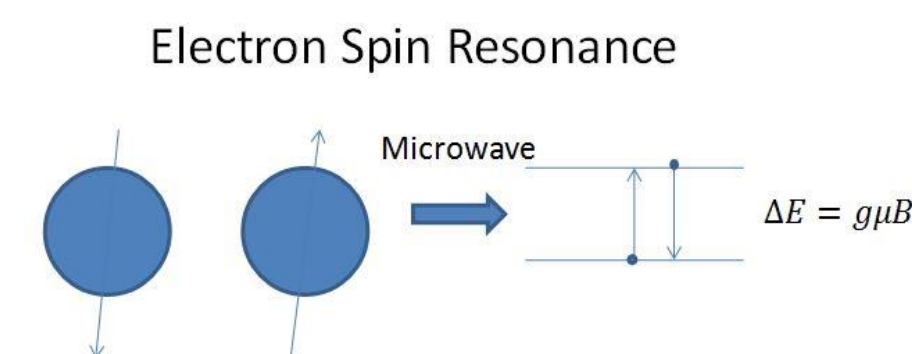 Electron Spin Resonance
Microwave
Δ𝐸 = 𝑔𝜇𝐵